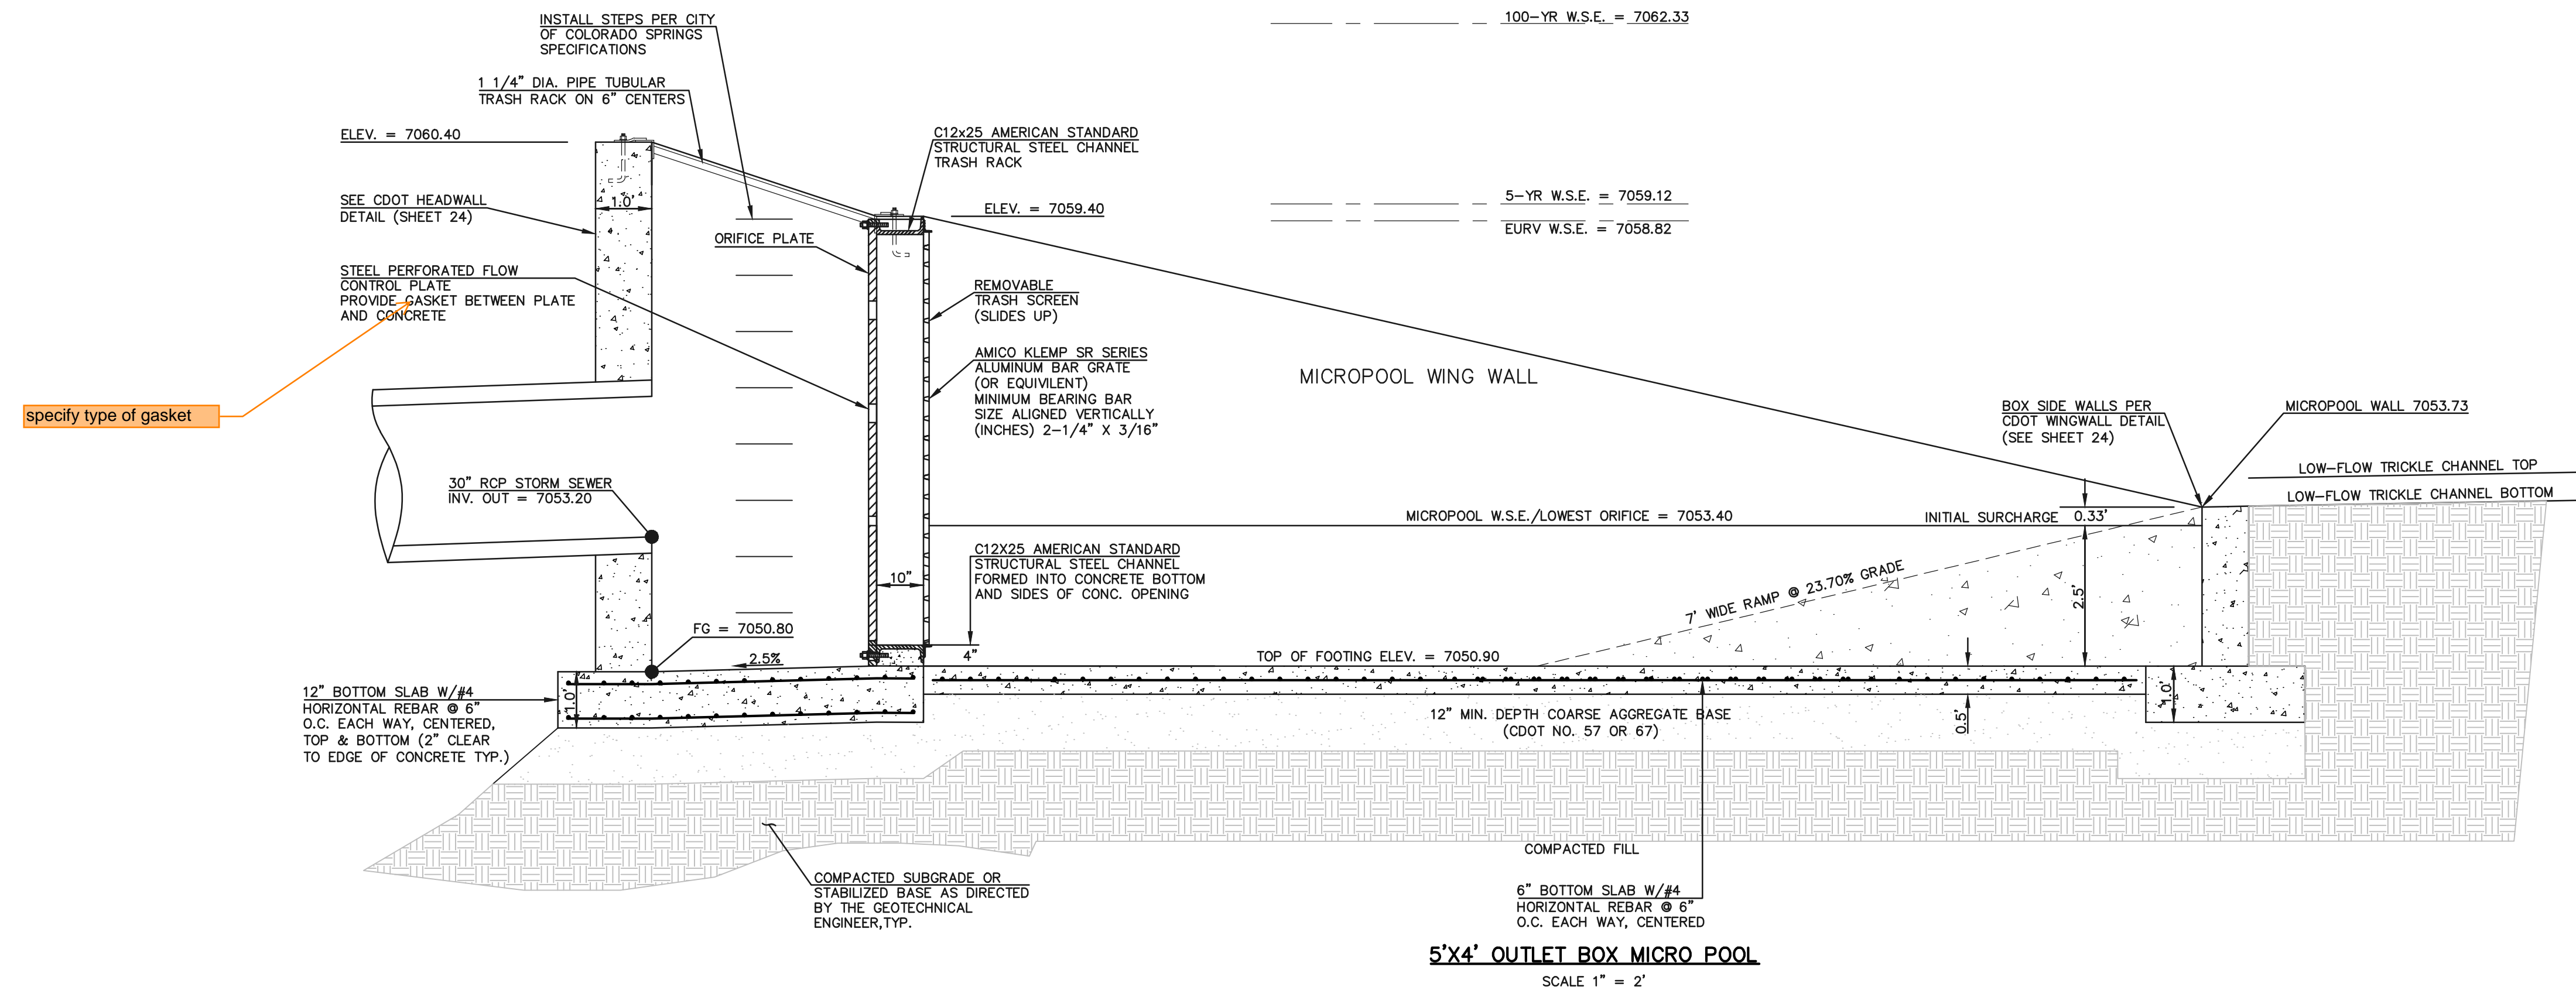 INSTALL STEPS PER CITY
OF COLORADO SPRINGS
SPECIFICATIONS
100-YR W.S.E. = 7062.33
1 1/4" DIA. PIPE TUBULAR
TRASH RACK ON 6" CENTERS
ELEV. = 7060.40
C12x25 AMERICAN STANDARD
STRUCTURAL STEEL CHANNEL
TRASH RACK
SEE CDOT HEADWALL
DETAIL (SHEET 24)
1.0'
ELEV. = 7059.40
5-YR W.S.E. = 7059.12
EURV W.S.E. = 7058.82
ORIFICE PLATE
STEEL PERFORATED FLOW
CONTROL PLATE
PROVIDE GASKET BETWEEN PLATE
AND CONCRETE
REMOVABLE
TRASH SCREEN
(SLIDES UP)
AMICO KLEMP SR SERIES
ALUMINUM BAR GRATE
(OR EQUIVILENT)
MINIMUM BEARING BAR
SIZE ALIGNED VERTICALLY
(INCHES) 2-1/4" X 3/16"
MICROPOOL WING WALL
specify type of gasket
BOX SIDE WALLS PER
CDOT WINGWALL DETAIL
(SEE SHEET 24)
MICROPOOL WALL 7053.73
LOW-FLOW TRICKLE CHANNEL TOP
LOW-FLOW TRICKLE CHANNEL BOTTOM
30" RCP STORM SEWER
INV. OUT = 7053.20
MICROPOOL W.S.E./LOWEST ORIFICE = 7053.40
INITIAL SURCHARGE 0.33'
C12X25 AMERICAN STANDARD
STRUCTURAL STEEL CHANNEL
FORMED INTO CONCRETE BOTTOM
AND SIDES OF CONC. OPENING
10"
7' WIDE RAMP @ 23.70% GRADE
2.5'
FG = 7050.80
2.5%
4"
TOP OF FOOTING ELEV. = 7050.90
12" BOTTOM SLAB W/#4
HORIZONTAL REBAR @ 6"
O.C. EACH WAY, CENTERED,
TOP & BOTTOM (2" CLEAR
TO EDGE OF CONCRETE TYP.)
1.0'
12" MIN. DEPTH COARSE AGGREGATE BASE
(CDOT NO. 57 OR 67)
0.5'
1.0'
COMPACTED FILL
COMPACTED SUBGRADE OR
STABILIZED BASE AS DIRECTED
BY THE GEOTECHNICAL
ENGINEER,TYP.
6" BOTTOM SLAB W/#4
HORIZONTAL REBAR @ 6"
O.C. EACH WAY, CENTERED
5'X4' OUTLET BOX MICRO POOL
SCALE 1" = 2'